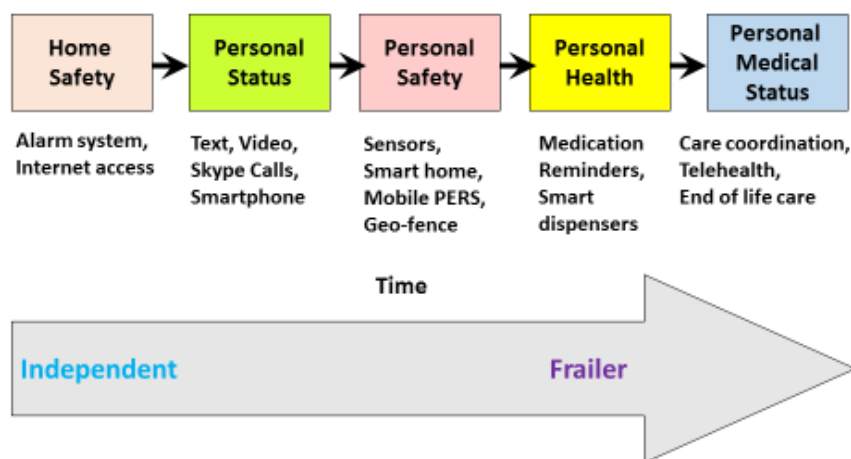 Home
Safety
Personal
Status
Personal
Safety
Personal
Health
Personal
Medical
Status
Alarm system,
Internet access
Text, Video,
Skype Calls,
Smartphone
Sensors,
Smart home,
Mobile PERS,
Geo-fence
Medication
Reminders,
Smart
dispensers
Care coordination,
Telehealth,
End of life care
Time
Independent
Frailer